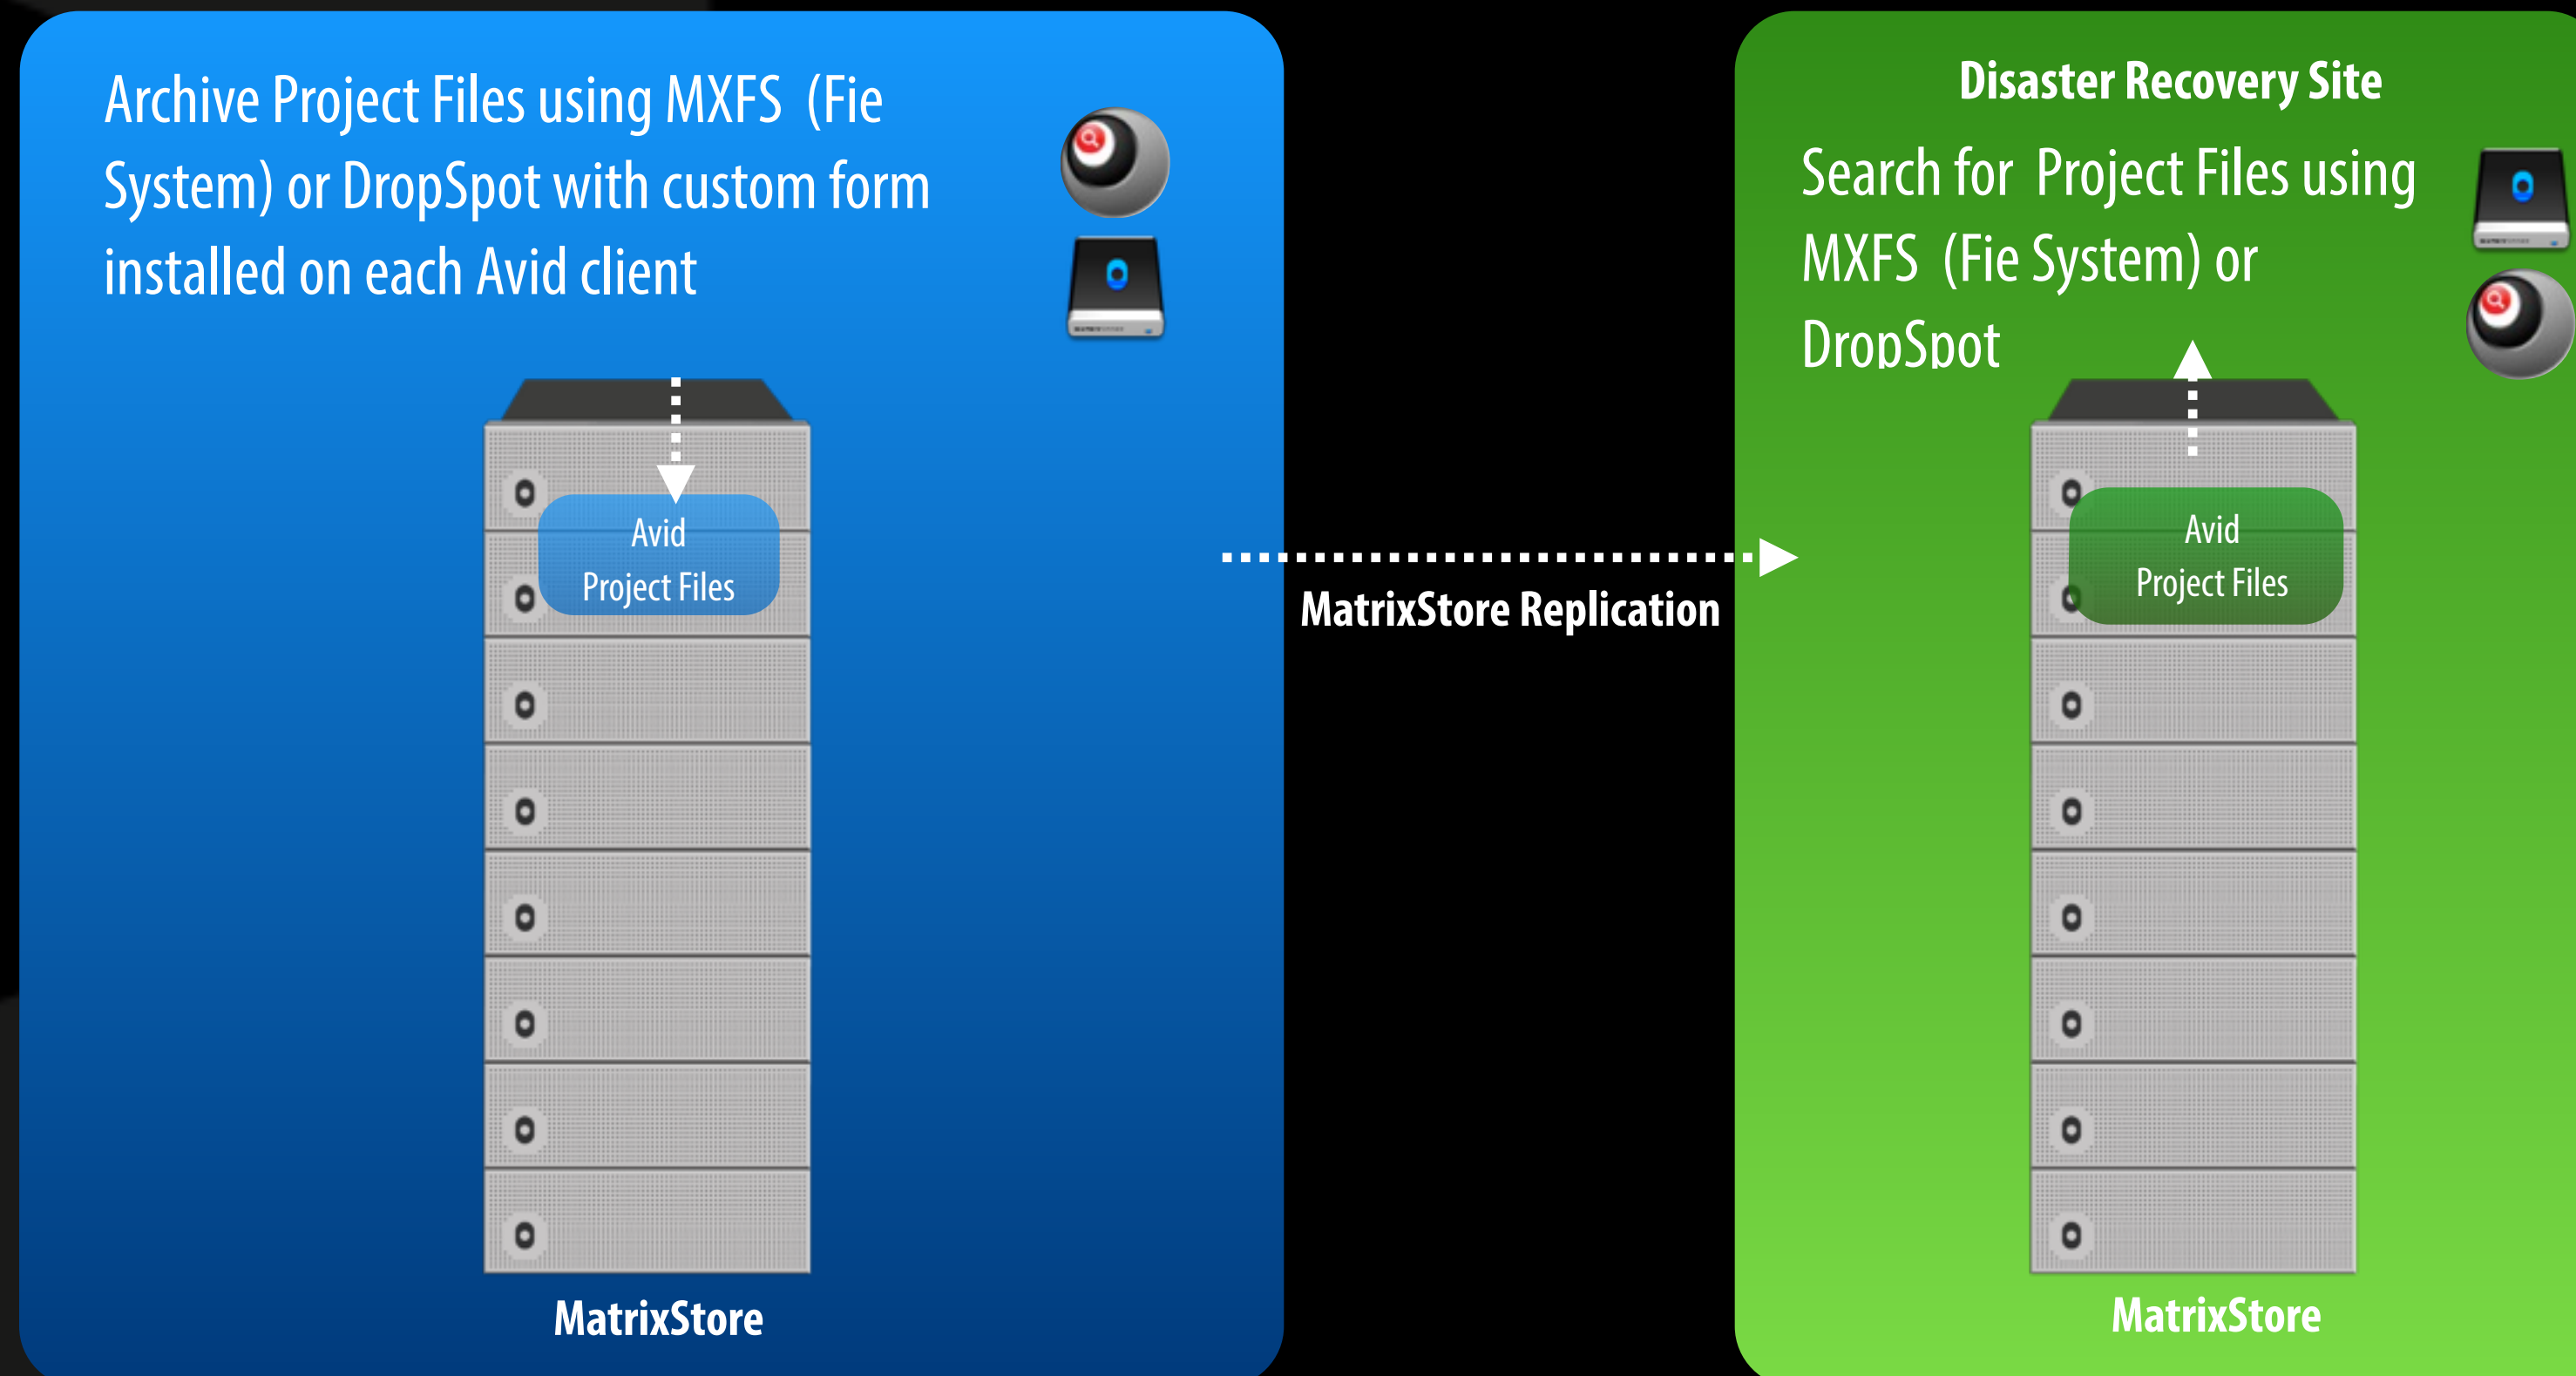 Archive Project Files using MXFS (Fie
System) or DropSpot with custom form
installed on each Avid client
Avid
Project Files
MatrixStore
MatrixStore Replication
Disaster Recovery Site
Search for Project Files using
MXFS (Fie System) or
DropSpot
Avid
Project Files
MatrixStore